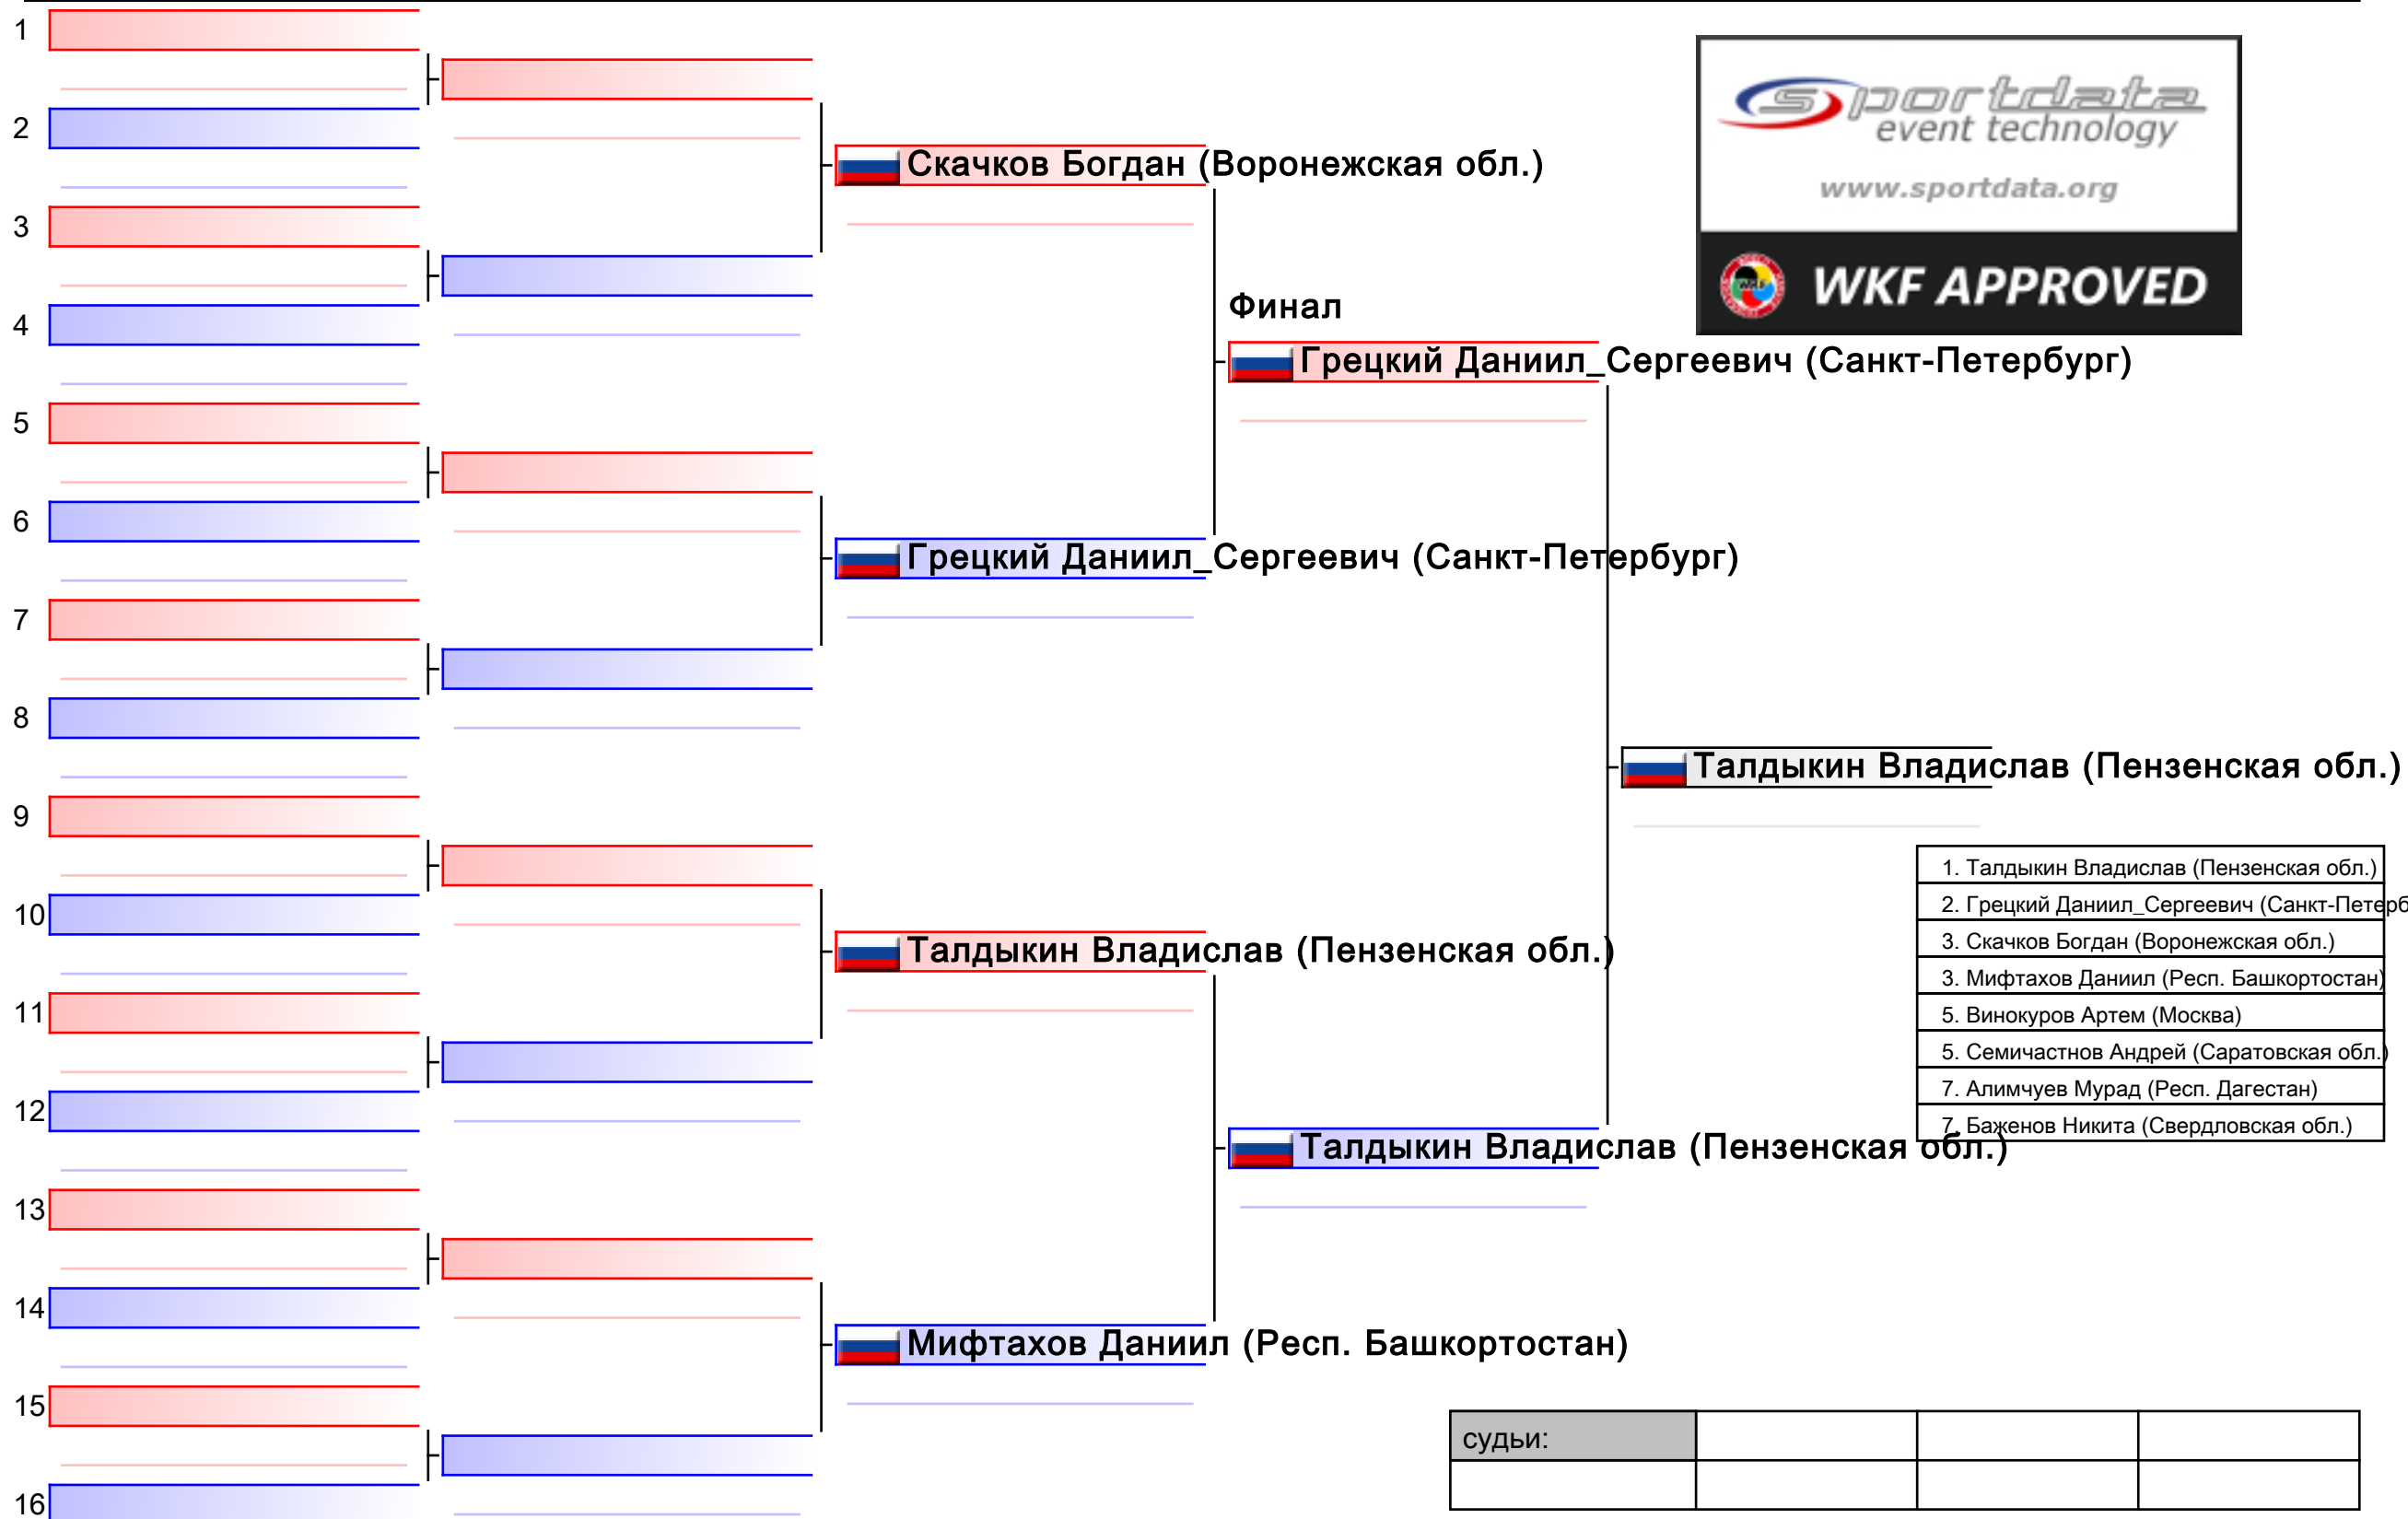 1
2
3
4
5
6
7
8
9
10
11
12
13
14
15
16
Скачков Богдан (Воронежская обл.)
Грецкий Даниил_Сергеевич (Санкт-Петербург)
Талдыкин Владислав (Пензенская обл.)
Мифтахов Даниил (Респ. Башкортостан)
Финал
Грецкий Даниил_Сергеевич (Санкт-Петербург)
Талдыкин Владислав (Пензенская обл.)
Талдыкин Владислав (Пензенская обл.)
sportdata
event technology
www.sportdata.org
WKF
WKF APPROVED
1. Талдыкин Владислав (Пензенская обл.)
2. Грецкий Даниил_Сергеевич (Санкт-Петерб
3. Скачков Богдан (Воронежская обл.)
3. Мифтахов Даниил (Респ. Башкортостан)
5. Винокуров Артем (Москва)
5. Семичастнов Андрей (Саратовская обл.)
7. Алимчуев Мурад (Респ. Дагестан)
7. Баженов Никита (Свердловская обл.)
судьи: